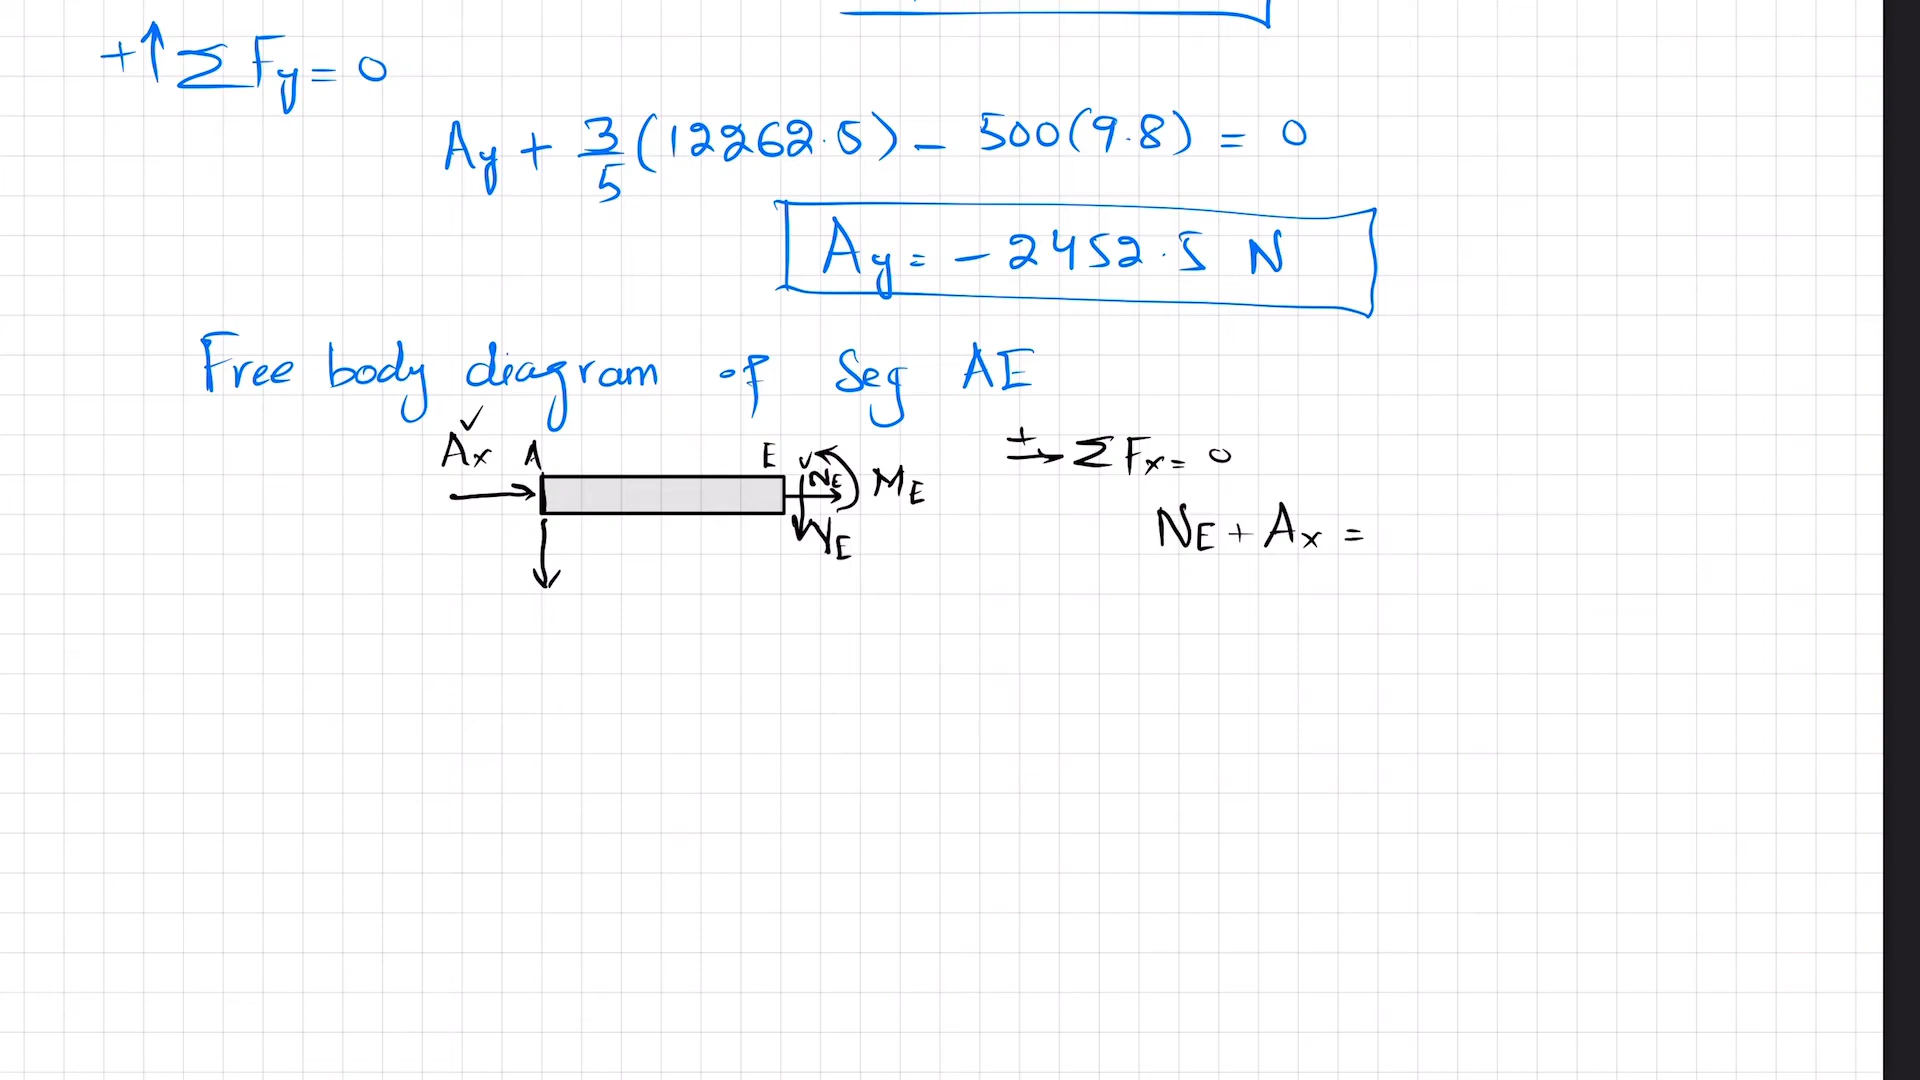 +↑ΣFy=0
Ay + 3/5 (12262.5) - 500(9.8) = 0
Ay = - 2452.5 N
Free body diagram of Seg AE
Ax A E NE ME
VE
+→ΣFx=0
NE + Ax =